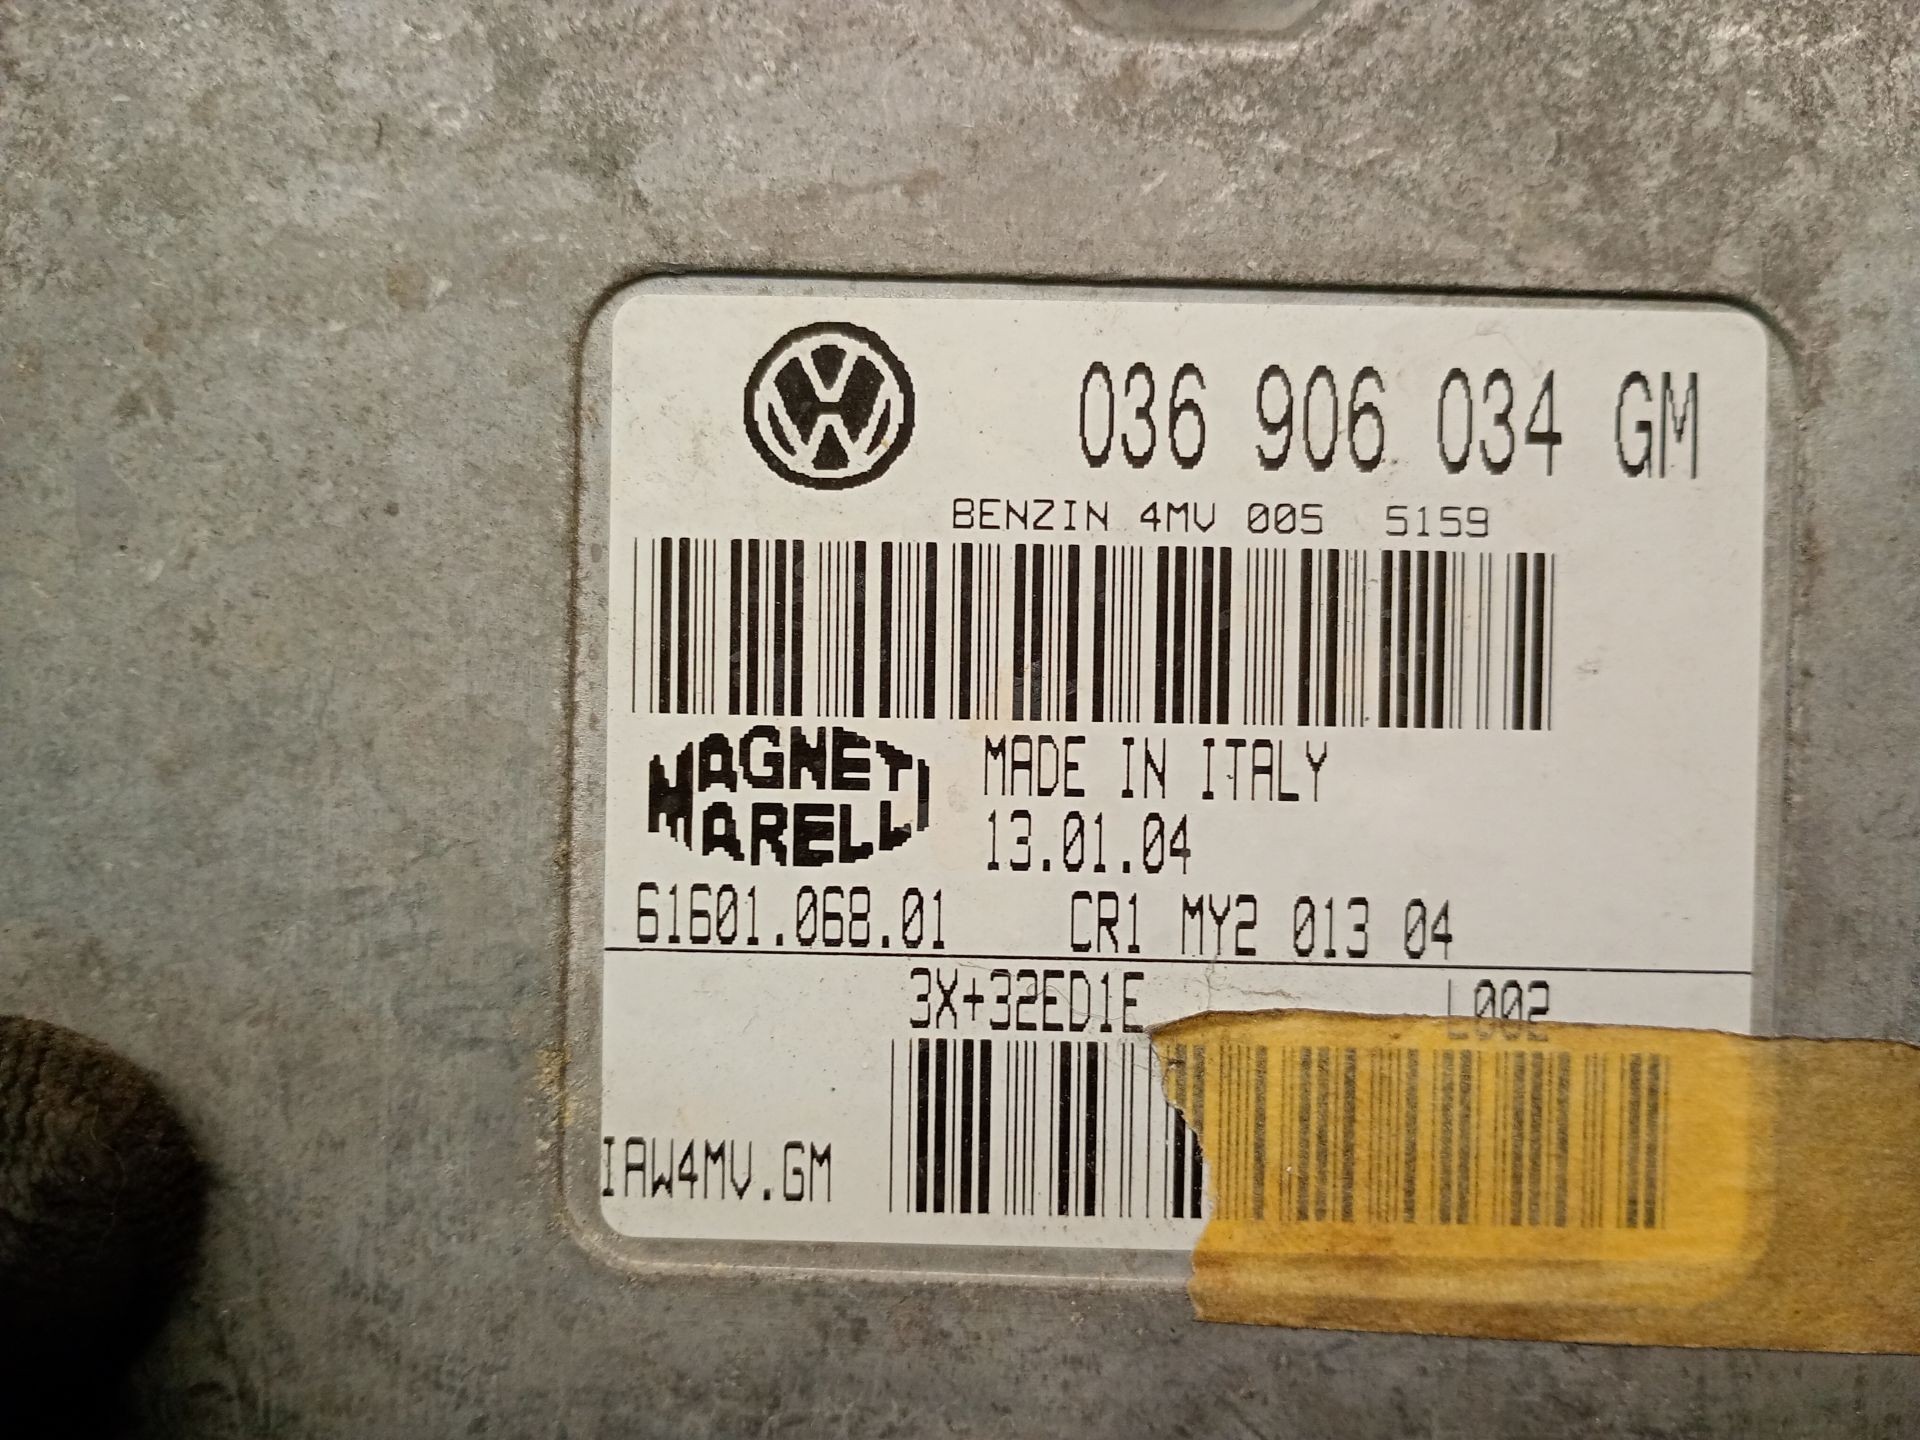 036 906 034 GM
BENZIN 4MV 005 5159
MAGNETI
MARELLI
MADE IN ITALY
13.01.04
61601.068.01 CR1 MY2 013 04
3X+32ED1E L002
IAW4MV.GM